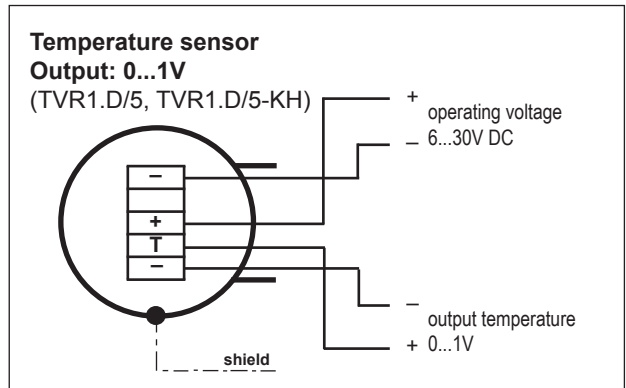 Temperature sensor
Output: 0...1V
(TVR1.D/5, TVR1.D/5-KH)
+
operating voltage
– 6...30V DC
–
+
T
–
–
output temperature
+ 0...1V
shield